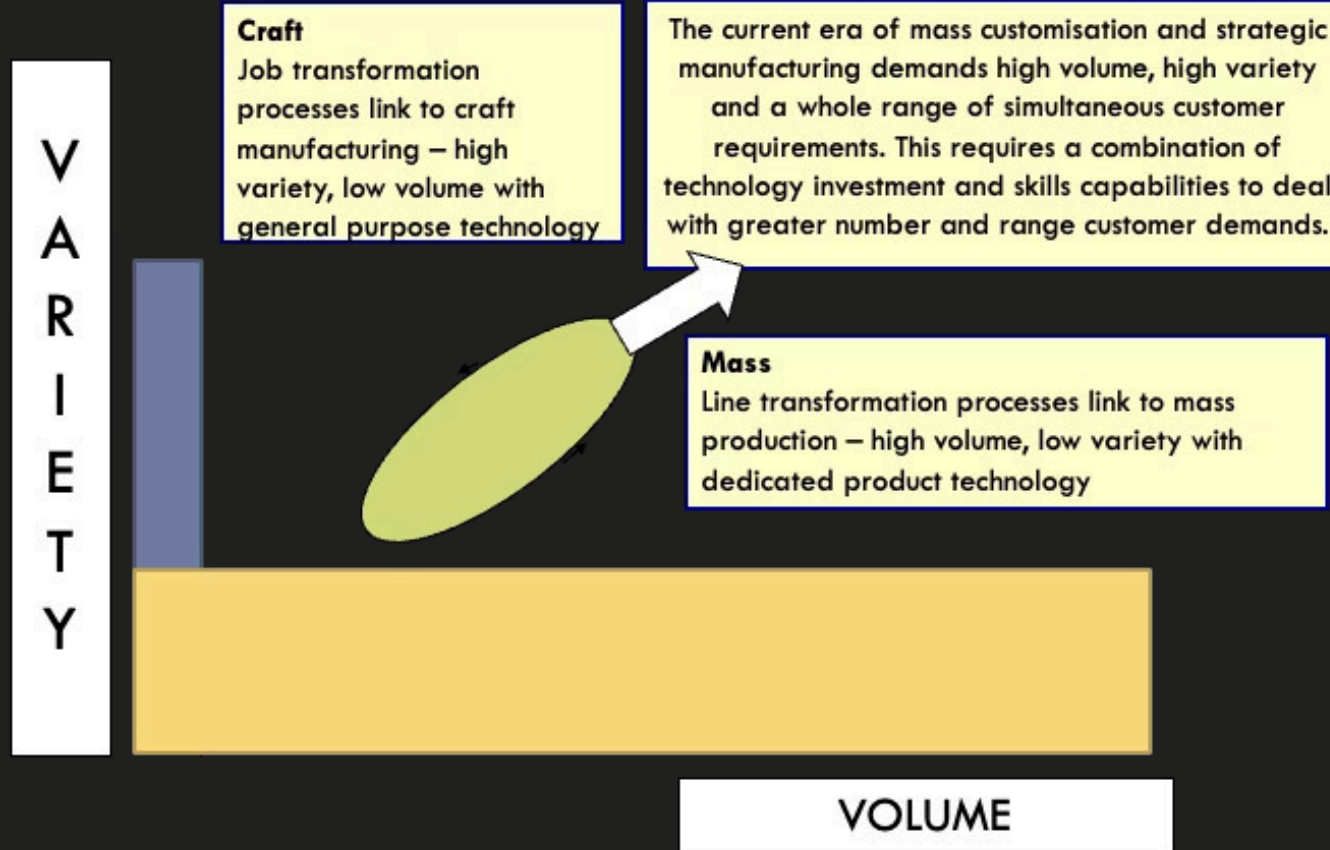 Craft
Job transformation
processes link to craft
manufacturing – high
variety, low volume with
general purpose technology
The current era of mass customisation and strategic
manufacturing demands high volume, high variety
and a whole range of simultaneous customer
requirements. This requires a combination of
technology investment and skills capabilities to deal
with greater number and range customer demands.
VARIETY
Mass
Line transformation processes link to mass
production – high volume, low variety with
dedicated product technology
VOLUME